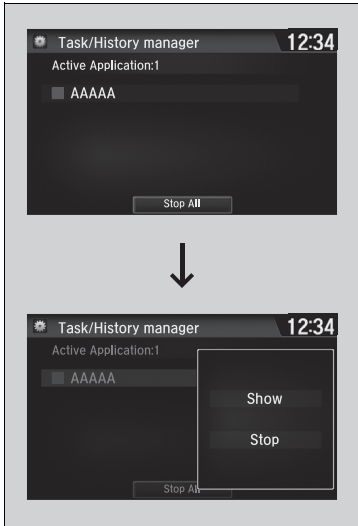 Task/History manager 12:34
Active Application:1
AAAAA
Stop All
Task/History manager 12:34
Active Application:1
AAAAA
Show
Stop
Stop All